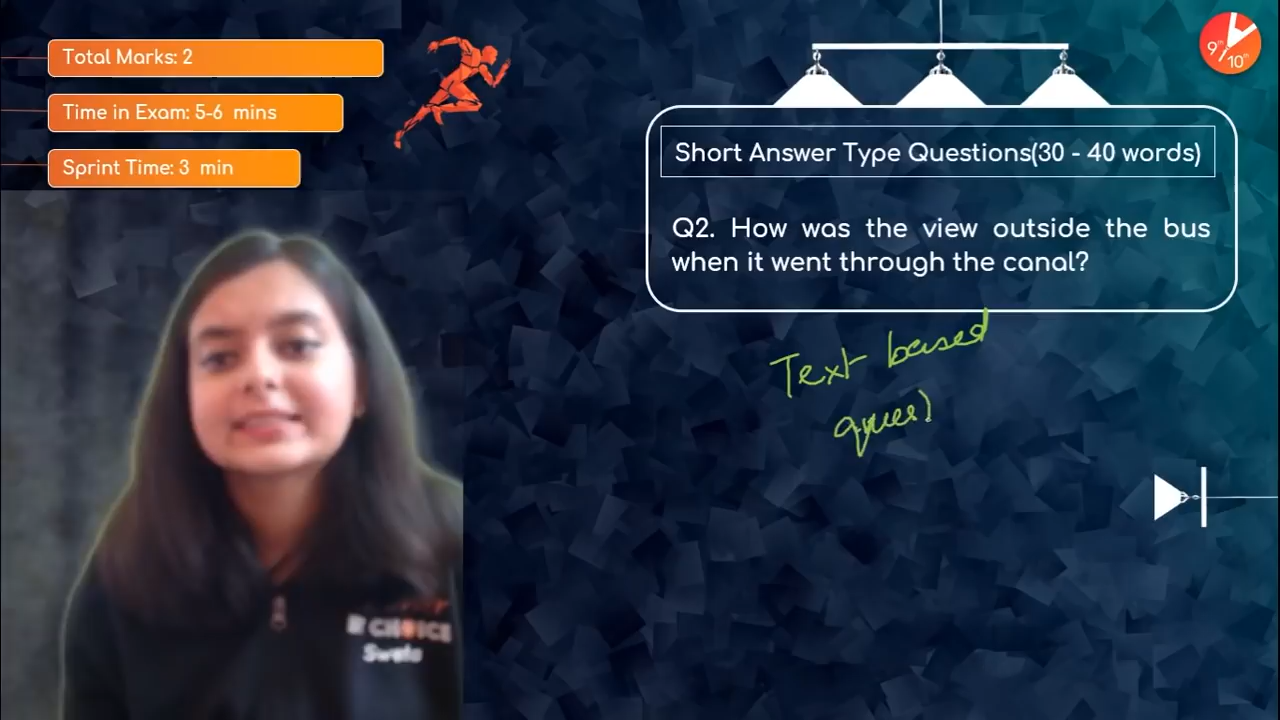 Total Marks: 2
Time in Exam: 5-6 mins
Sprint Time: 3 min
9th/10th
Short Answer Type Questions(30 - 40 words)
Q2. How was the view outside the bus
when it went through the canal?
Text based
ques)
CHOICE
Sweta